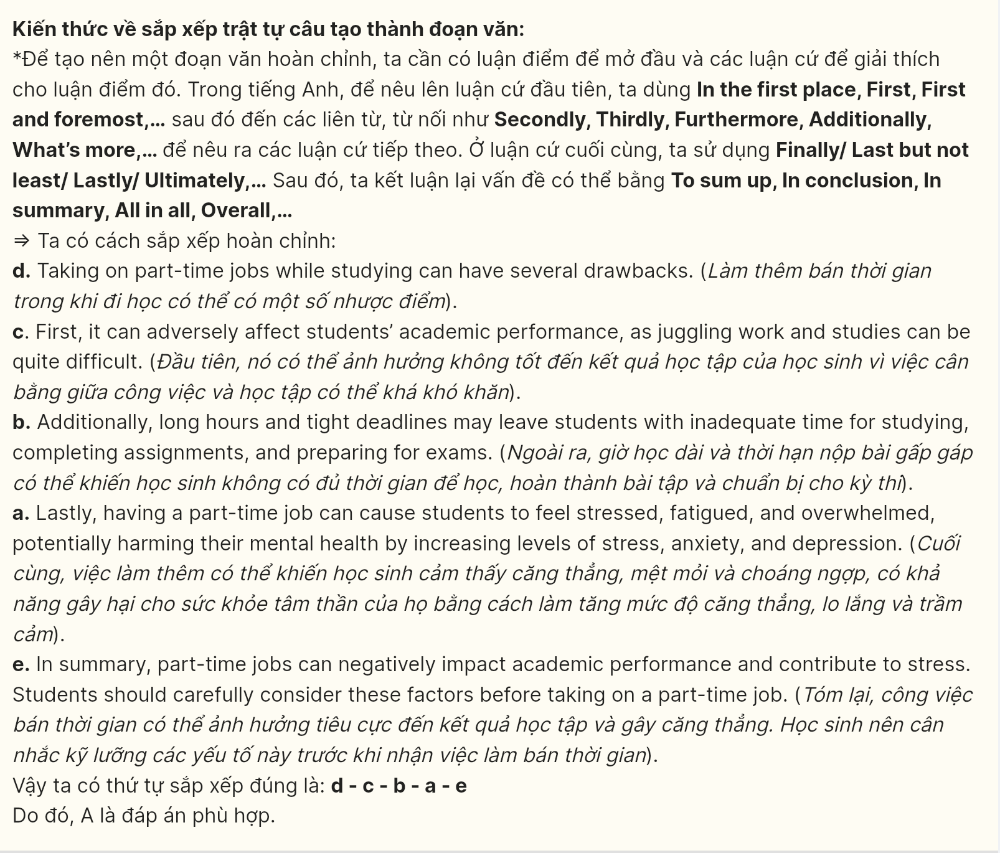 Kiến thức về sắp xếp trật tự câu tạo thành đoạn văn:
*Để tạo nên một đoạn văn hoàn chỉnh, ta cần có luận điểm để mở đầu và các luận cứ để giải thích
cho luận điểm đó. Trong tiếng Anh, để nêu lên luận cứ đầu tiên, ta dùng In the first place, First, First
and foremost,... sau đó đến các liên từ, từ nối như Secondly, Thirdly, Furthermore, Additionally,
What’s more,... để nêu ra các luận cứ tiếp theo. Ở luận cứ cuối cùng, ta sử dụng Finally/ Last but not
least/ Lastly/ Ultimately,... Sau đó, ta kết luận lại vấn đề có thể bằng To sum up, In conclusion, In
summary, All in all, Overall,...
⇒ Ta có cách sắp xếp hoàn chỉnh:
d. Taking on part-time jobs while studying can have several drawbacks. (Làm thêm bán thời gian
trong khi đi học có thể có một số nhược điểm).
c. First, it can adversely affect students’ academic performance, as juggling work and studies can be
quite difficult. (Đầu tiên, nó có thể ảnh hưởng không tốt đến kết quả học tập của học sinh vì việc cân
bằng giữa công việc và học tập có thể khá khó khăn).
b. Additionally, long hours and tight deadlines may leave students with inadequate time for studying,
completing assignments, and preparing for exams. (Ngoài ra, giờ học dài và thời hạn nộp bài gấp gáp
có thể khiến học sinh không có đủ thời gian để học, hoàn thành bài tập và chuẩn bị cho kỳ thi).
a. Lastly, having a part-time job can cause students to feel stressed, fatigued, and overwhelmed,
potentially harming their mental health by increasing levels of stress, anxiety, and depression. (Cuối
cùng, việc làm thêm có thể khiến học sinh cảm thấy căng thẳng, mệt mỏi và choáng ngợp, có khả
năng gây hại cho sức khỏe tâm thần của họ bằng cách làm tăng mức độ căng thẳng, lo lắng và trầm
cảm).
e. In summary, part-time jobs can negatively impact academic performance and contribute to stress.
Students should carefully consider these factors before taking on a part-time job. (Tóm lại, công việc
bán thời gian có thể ảnh hưởng tiêu cực đến kết quả học tập và gây căng thẳng. Học sinh nên cân
nhắc kỹ lưỡng các yếu tố này trước khi nhận việc làm bán thời gian).
Vậy ta có thứ tự sắp xếp đúng là: d - c - b - a - e
Do đó, A là đáp án phù hợp.